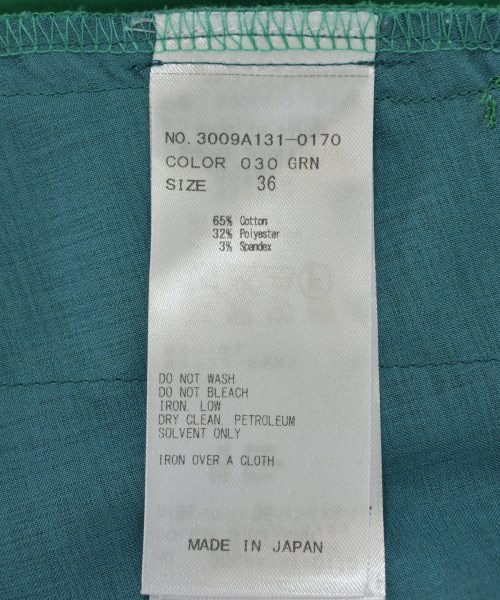 NO. 3009A131-0170
COLOR 030 GRN
SIZE 36
65% Cotton
32% Polyester
3% Spandex
DO NOT WASH
DO NOT BLEACH
IRON. LOW
DRY CLEAN. PETROLEUM
SOLVENT ONLY
IRON OVER A CLOTH
MADE IN JAPAN